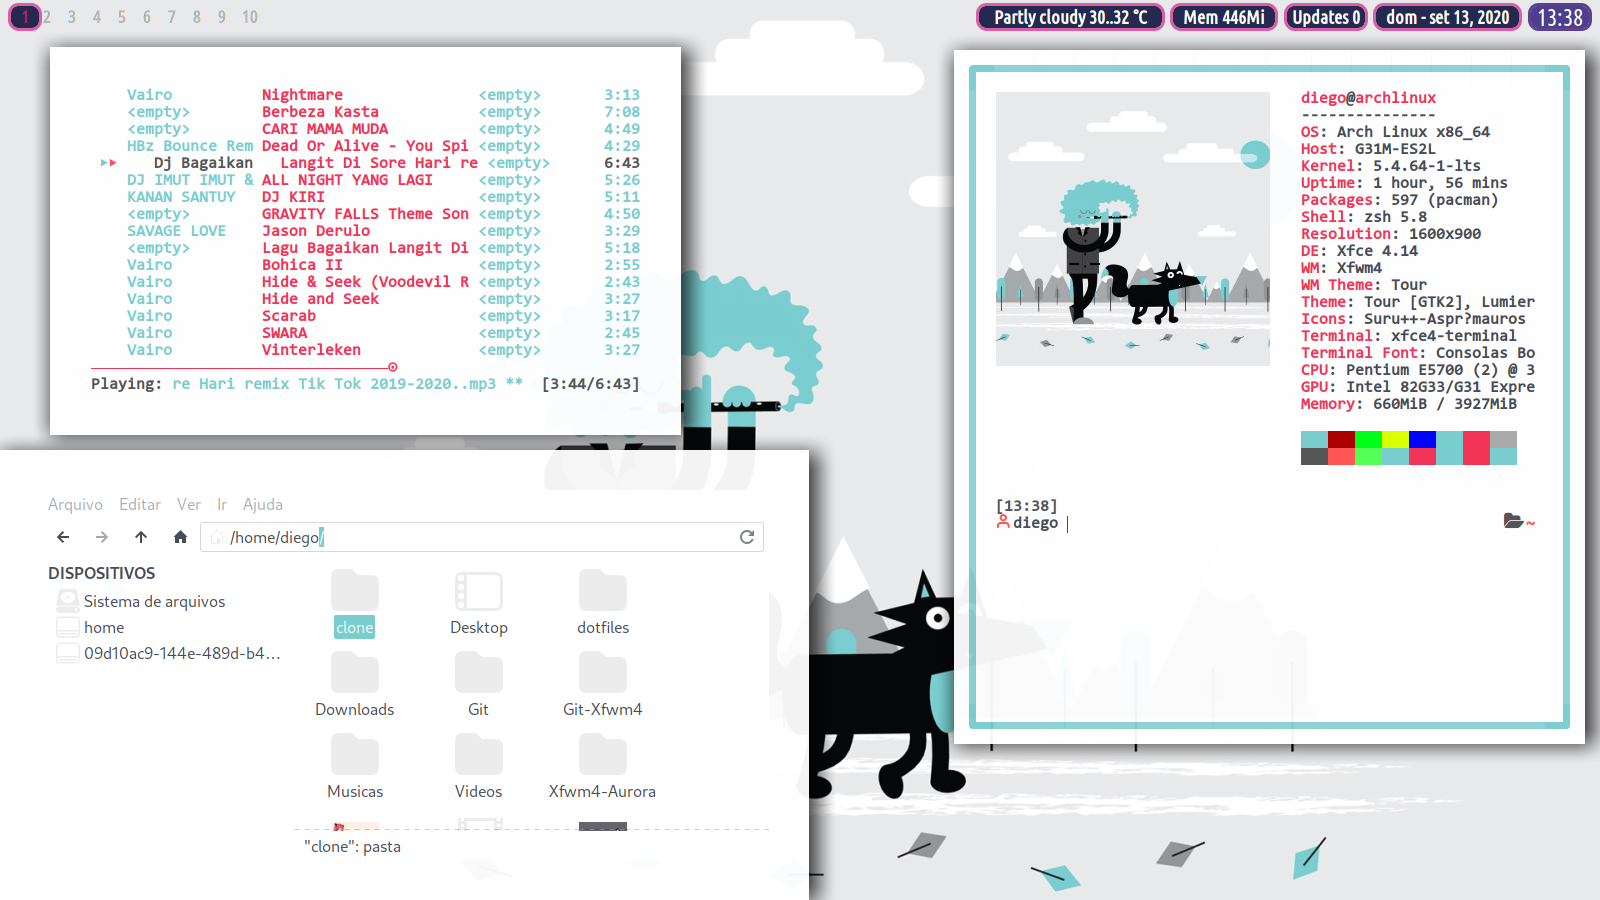 1 2 3 4 5 6 7 8 9 10
Partly cloudy 30..32 °C Mem 446Mi Updates 0 dom - set 13, 2020 13:38
Vairo Nightmare <empty> 3:13
<empty> Berbeza Kasta <empty> 7:08
<empty> CARI MAMA MUDA <empty> 4:49
HBz Bounce Rem Dead Or Alive - You Spi <empty> 4:29
Dj Bagaikan Langit Di Sore Hari re <empty> 6:43
DJ IMUT IMUT & ALL NIGHT YANG LAGI <empty> 5:26
KANAN SANTUY DJ KIRI <empty> 5:11
<empty> GRAVITY FALLS Theme Son <empty> 4:50
SAVAGE LOVE Jason Derulo <empty> 3:29
<empty> Lagu Bagaikan Langit Di <empty> 5:18
Vairo Bohica II <empty> 2:55
Vairo Hide & Seek (Voodevil R <empty> 2:43
Vairo Hide and Seek <empty> 3:27
Vairo Scarab <empty> 3:17
Vairo SWARA <empty> 2:45
Vairo Vinterleken <empty> 3:27
Playing: re Hari remix Tik Tok 2019-2020..mp3 ** [3:44/6:43]
diego@archlinux
---------------
OS: Arch Linux x86_64
Host: G31M-ES2L
Kernel: 5.4.64-1-lts
Uptime: 1 hour, 56 mins
Packages: 597 (pacman)
Shell: zsh 5.8
Resolution: 1600x900
DE: Xfce 4.14
WM: Xfwm4
WM Theme: Tour
Theme: Tour [GTK2], Lumier
Icons: Suru++-Aspr?mauros
Terminal: xfce4-terminal
Terminal Font: Consolas Bo
CPU: Pentium E5700 (2) @ 3
GPU: Intel 82G33/G31 Expre
Memory: 660MiB / 3927MiB
[13:38]
diego ~
Arquivo Editar Ver Ir Ajuda
/home/diego/
DISPOSITIVOS
Sistema de arquivos
home
09d10ac9-144e-489d-b4...
clone Desktop dotfiles
Downloads Git Git-Xfwm4
Musicas Videos Xfwm4-Aurora
"clone": pasta